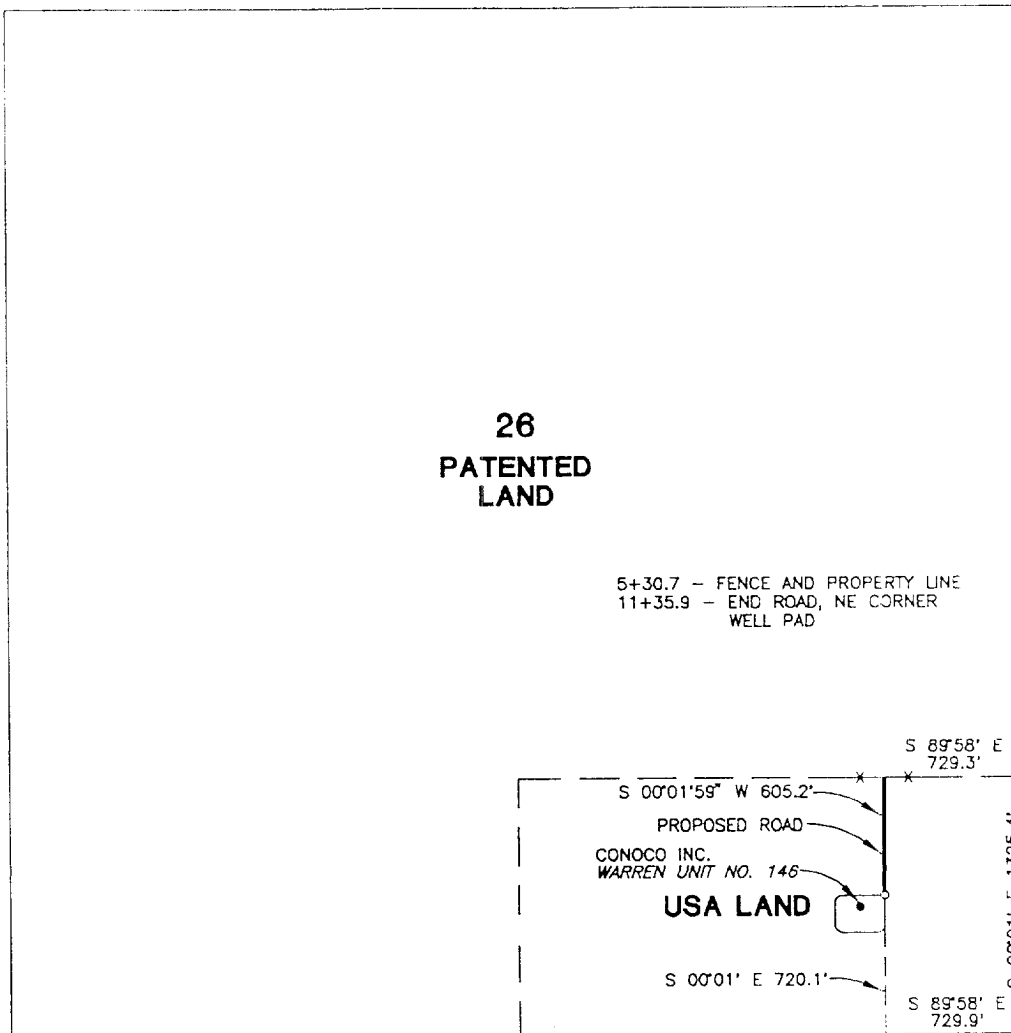 26
PATENTED
LAND
5+30.7 – FENCE AND PROPERTY LINE
11+35.9 – END ROAD, NE CORNER
WELL PAD
S 89°58' E
729.3'
S 00°01'59" W 605.2'
PROPOSED ROAD
CONOCO INC.
WARREN UNIT NO. 146
USA LAND
S 00°01' E 720.1'
S 89°58' E
729.9'